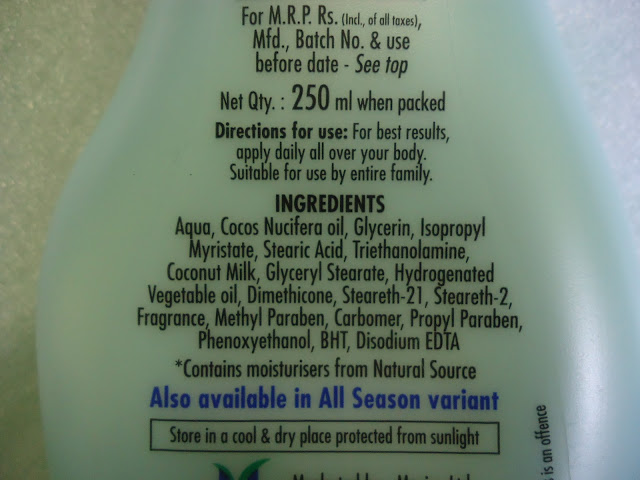 For M.R.P. Rs. (Incl., of all taxes),
Mfd., Batch No. & use
before date - See top
Net Qty. : 250 ml when packed
Directions for use: For best results,
apply daily all over your body.
Suitable for use by entire family.
INGREDIENTS
Aqua, Cocos Nucifera oil, Glycerin, Isopropyl
Myristate, Stearic Acid, Triethanolamine,
Coconut Milk, Glyceryl Stearate, Hydrogenated
Vegetable oil, Dimethicone, Steareth-21, Steareth-2,
Fragrance, Methyl Paraben, Carbomer, Propyl Paraben,
Phenoxyethanol, BHT, Disodium EDTA
*Contains moisturisers from Natural Source
Also available in All Season variant
Store in a cool & dry place protected from sunlight
is an offence